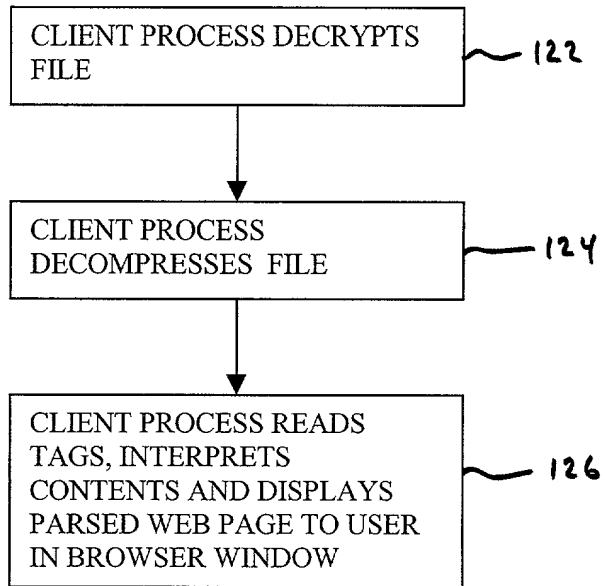 CLIENT PROCESS DECRYPTS
FILE
122
CLIENT PROCESS
DECOMPRESSES FILE
124
CLIENT PROCESS READS
TAGS, INTERPRETS
CONTENTS AND DISPLAYS
PARSED WEB PAGE TO USER
IN BROWSER WINDOW
126